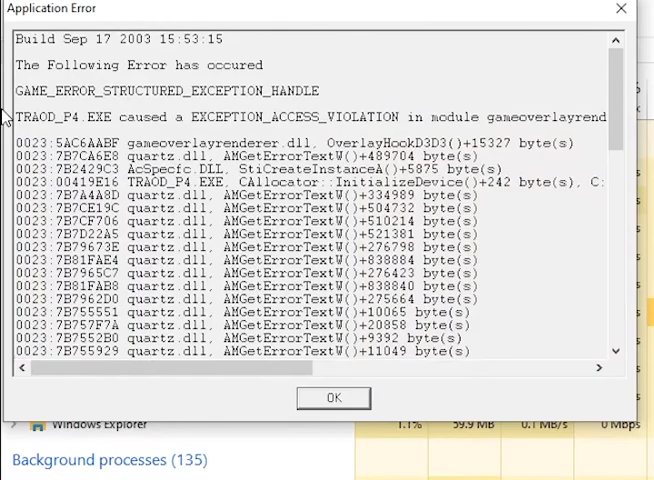 Application Error
Build Sep 17 2003 15:53:15
The Following Error has occured
GAME_ERROR_STRUCTURED_EXCEPTION_HANDLE
TRAOD_P4.EXE caused a EXCEPTION_ACCESS_VIOLATION in module gameoverlayrend
0023:5AC6AABF gameoverlayrenderer.dll, OverlayHookD3D3()+15327 byte(s)
0023:7B7CA6E8 quartz.dll, AMGetErrorTextW()+489704 byte(s)
0023:7B2429C3 AcSpecfc.DLL, StiCreateInstanceA()+5875 byte(s)
0023:00419E16 TRAOD_P4.EXE, CAllocator::InitializeDevice()+242 byte(s), C:
0023:7B7A4A8D quartz.dll, AMGetErrorTextW()+334989 byte(s)
0023:7B7CE19C quartz.dll, AMGetErrorTextW()+504732 byte(s)
0023:7B7CF706 quartz.dll, AMGetErrorTextW()+510214 byte(s)
0023:7B7D22A5 quartz.dll, AMGetErrorTextW()+521381 byte(s)
0023:7B79673E quartz.dll, AMGetErrorTextW()+276798 byte(s)
0023:7B81FAE4 quartz.dll, AMGetErrorTextW()+838884 byte(s)
0023:7B7965C7 quartz.dll, AMGetErrorTextW()+276423 byte(s)
0023:7B81FAB8 quartz.dll, AMGetErrorTextW()+838840 byte(s)
0023:7B7962D0 quartz.dll, AMGetErrorTextW()+275664 byte(s)
0023:7B755551 quartz.dll, AMGetErrorTextW()+10065 byte(s)
0023:7B757F7A quartz.dll, AMGetErrorTextW()+20858 byte(s)
0023:7B7552B0 quartz.dll, AMGetErrorTextW()+9392 byte(s)
0023:7B755929 quartz.dll, AMGetErrorTextW()+11049 byte(s)
OK
Windows Explorer 1.1% 59.9 MB 0.1 MB/s 0 Mbps
Background processes (135)